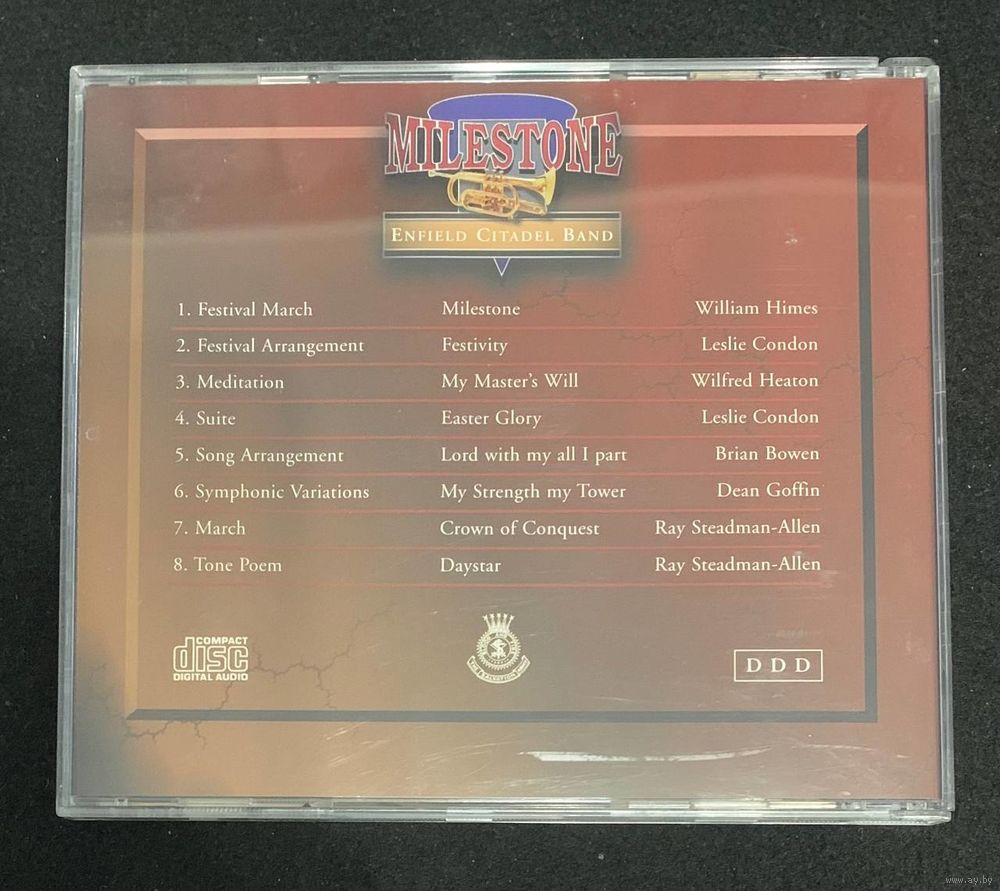 MILESTONE
ENFIELD CITADEL BAND
1. Festival March Milestone William Himes
2. Festival Arrangement Festivity Leslie Condon
3. Meditation My Master's Will Wilfred Heaton
4. Suite Easter Glory Leslie Condon
5. Song Arrangement Lord with my all I part Brian Bowen
6. Symphonic Variations My Strength my Tower Dean Goffin
7. March Crown of Conquest Ray Steadman-Allen
8. Tone Poem Daystar Ray Steadman-Allen
COMPACT
disc
DIGITAL AUDIO
THE SALVATION ARMY
DDD
www.ay.by